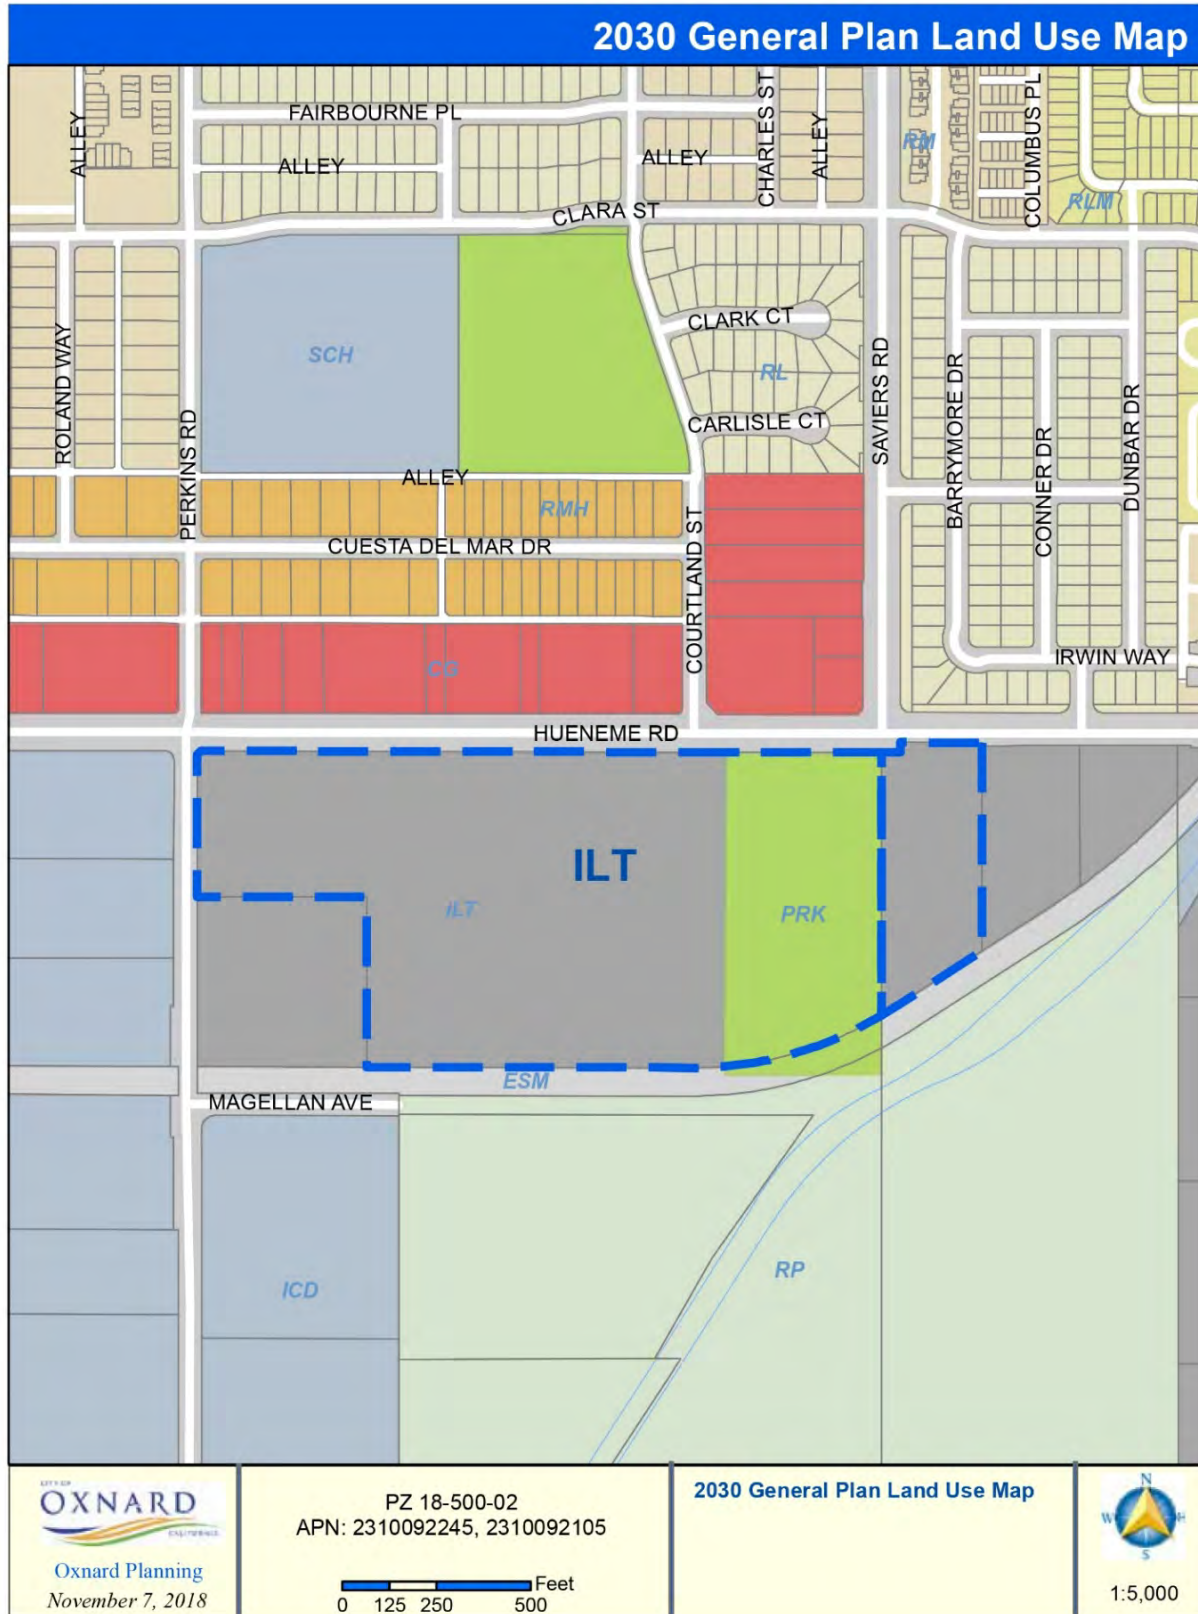 2030 General Plan Land Use Map
FAIRBOURNE PL
ALLEY
ALLEY
ALLEY
CHARLES ST
ALLEY
RM
COLUMBUS PL
RLM
CLARA ST
SCH
ROLAND WAY
PERKINS RD
CLARK CT
RL
CARLISLE CT
SAVIERS RD
BARRYMORE DR
CONNER DR
DUNBAR DR
ALLEY
RMH
CUESTA DEL MAR DR
COURTLAND ST
CG
IRWIN WAY
HUENEME RD
ILT
ILT
PRK
ESM
MAGELLAN AVE
ICD
RP
OXNARD
CALIFORNIA
Oxnard Planning
November 7, 2018
PZ 18-500-02
APN: 2310092245, 2310092105
Feet
0 125 250 500
2030 General Plan Land Use Map
N
W
S
1:5,000